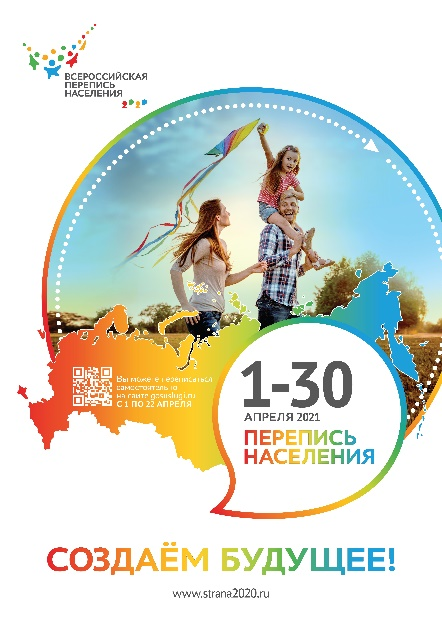 ВСЕРОССИЙСКАЯ
ПЕРЕПИСЬ
НАСЕЛЕНИЯ
2020
Вы можете переписаться
самостоятельно
на сайте gosuslugi.ru
С 1 ПО 22 АПРЕЛЯ
1-30
АПРЕЛЯ 2021
ПЕРЕПИСЬ
НАСЕЛЕНИЯ
СОЗДАЁМ БУДУЩЕЕ!
www.strana2020.ru